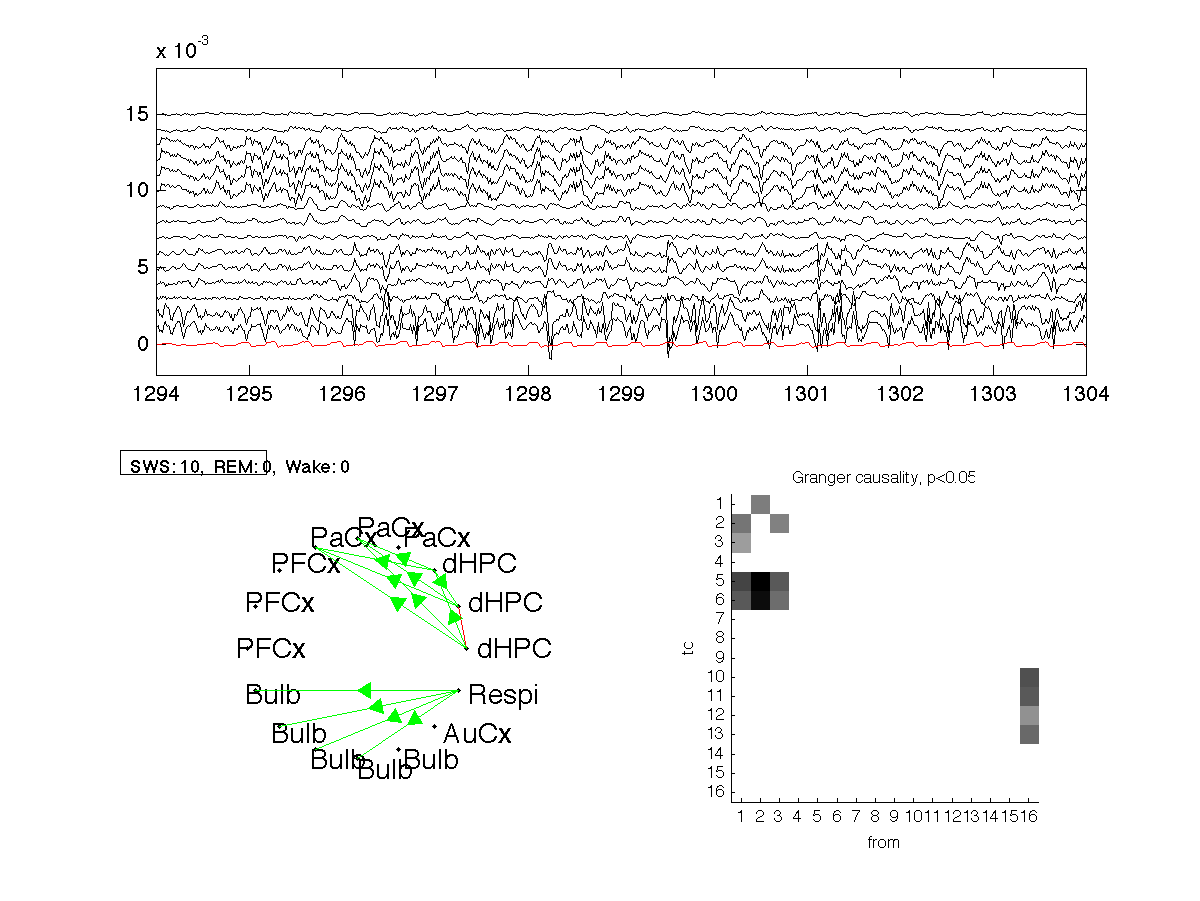 x 10-3
15
10
5
0
1294 1295 1296 1297 1298 1299 1300 1301 1302 1303 1304
SWS:10, REM:0, Wake:0
Granger causality, p<0.05
PaCx
PaCx PaCx
PFCx dHPC
PFCx dHPC
PFCx dHPC
Bulb Respi
Bulb AuCx
Bulb Bulb
Bulb
1
2
3
4
5
6
7
8
9
10
11
12
13
14
15
16
to
1 2 3 4 5 6 7 8 9 10 11 12 13 14 15 16
from